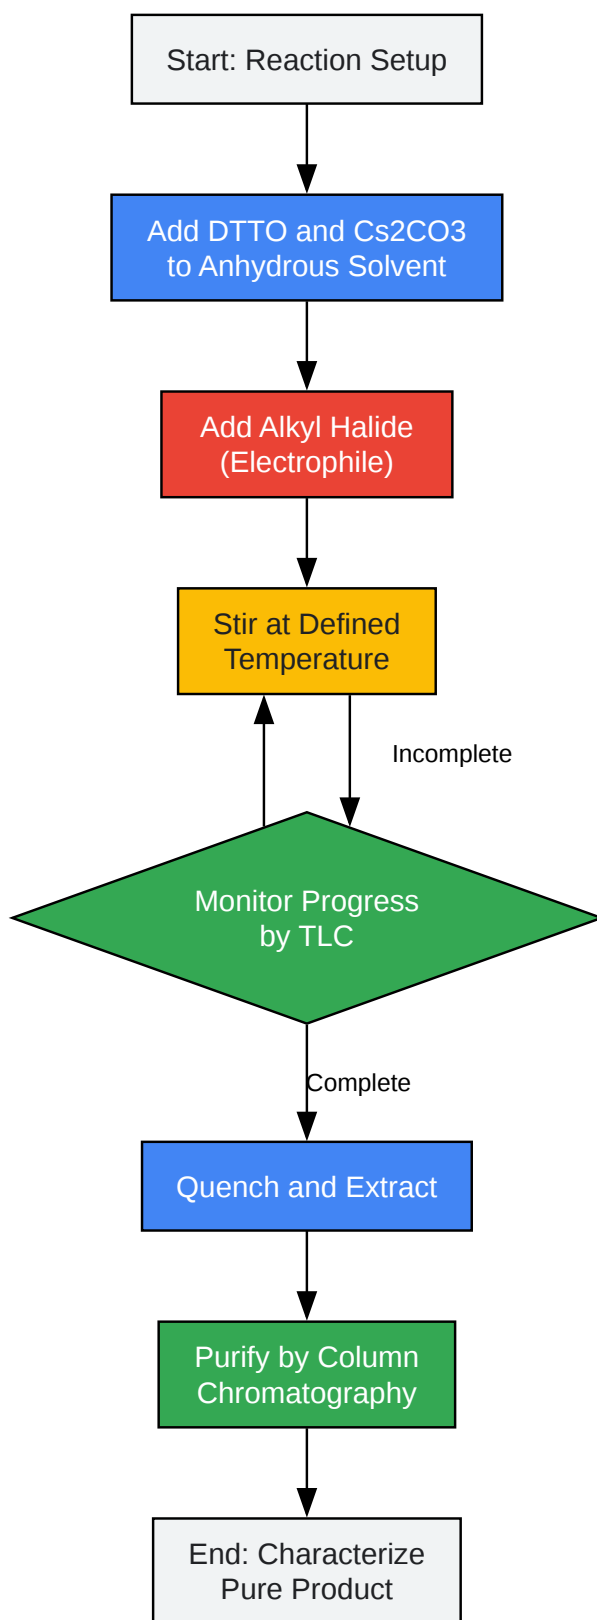 Start: Reaction Setup
Add DTTO and Cs2CO3
to Anhydrous Solvent
Add Alkyl Halide
(Electrophile)
Stir at Defined
Temperature
Incomplete
Monitor Progress
by TLC
Complete
Quench and Extract
Purify by Column
Chromatography
End: Characterize
Pure Product